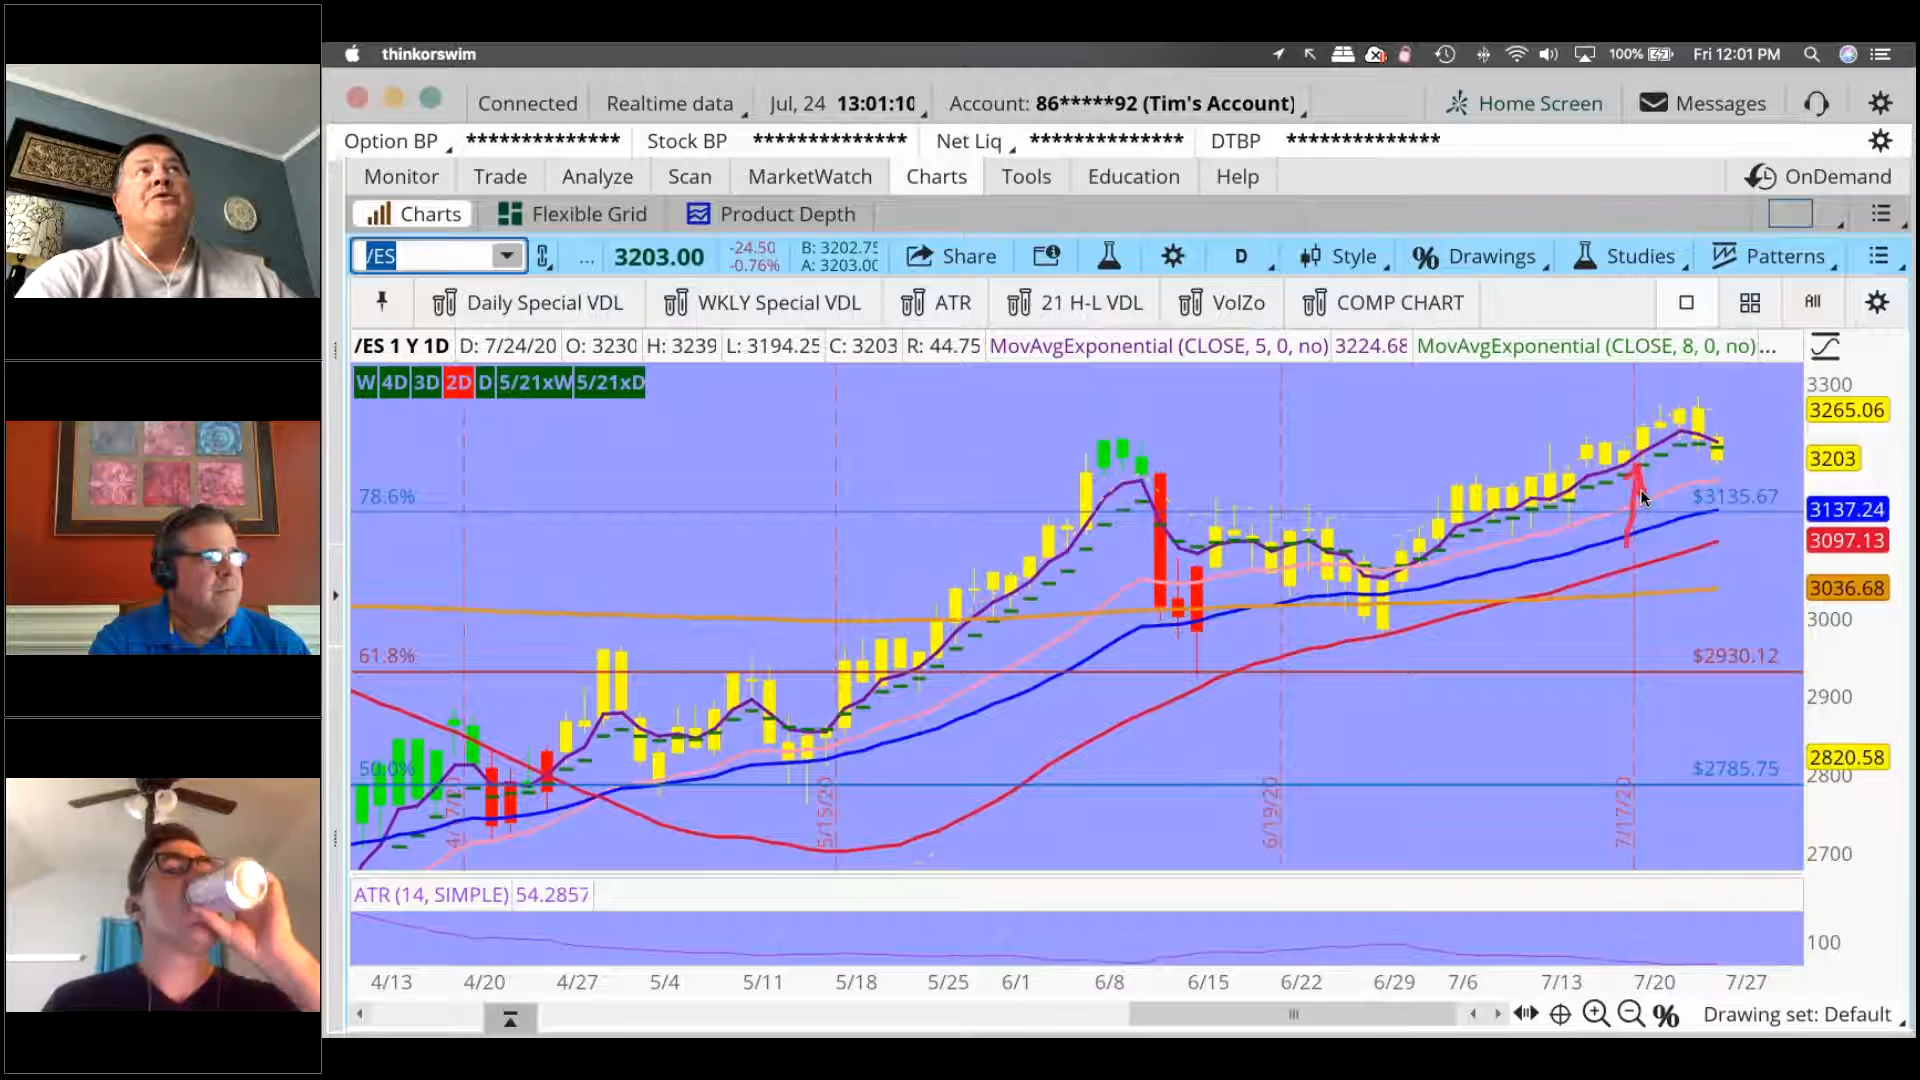 thinkorswim 100% Fri 12:01 PM
Connected Realtime data Jul, 24 13:01:10 Account: 86*****92 (Tim's Account) Home Screen Messages
Option BP ************** Stock BP ************** Net Liq ************** DTBP **************
Monitor Trade Analyze Scan MarketWatch Charts Tools Education Help OnDemand
Charts Flexible Grid Product Depth
/ES ... 3203.00 -24.50 B: 3202.75 Share D Style Drawings Studies Patterns
-0.76% A: 3203.00
Daily Special VDL WKLY Special VDL ATR 21 H-L VDL VolZo COMP CHART All
/ES 1 Y 1D D: 7/24/20 O: 3230 H: 3239 L: 3194.25 C: 3203 R: 44.75 MovAvgExponential (CLOSE, 5, 0, no) 3224.68 MovAvgExponential (CLOSE, 8, 0, no)...
W 4D 3D 2D D 5/21xW 5/21xD
3300
3265.06
3203
78.6% $3135.67
3137.24
3097.13
3036.68
3000
61.8% $2930.12
2900
2820.58
50.0% $2785.75
2800
5/15/20 6/19/20 7/17/20
2700
ATR (14, SIMPLE) 54.2857
100
4/13 4/20 4/27 5/4 5/11 5/18 5/25 6/1 6/8 6/15 6/22 6/29 7/6 7/13 7/20 7/27
Drawing set: Default